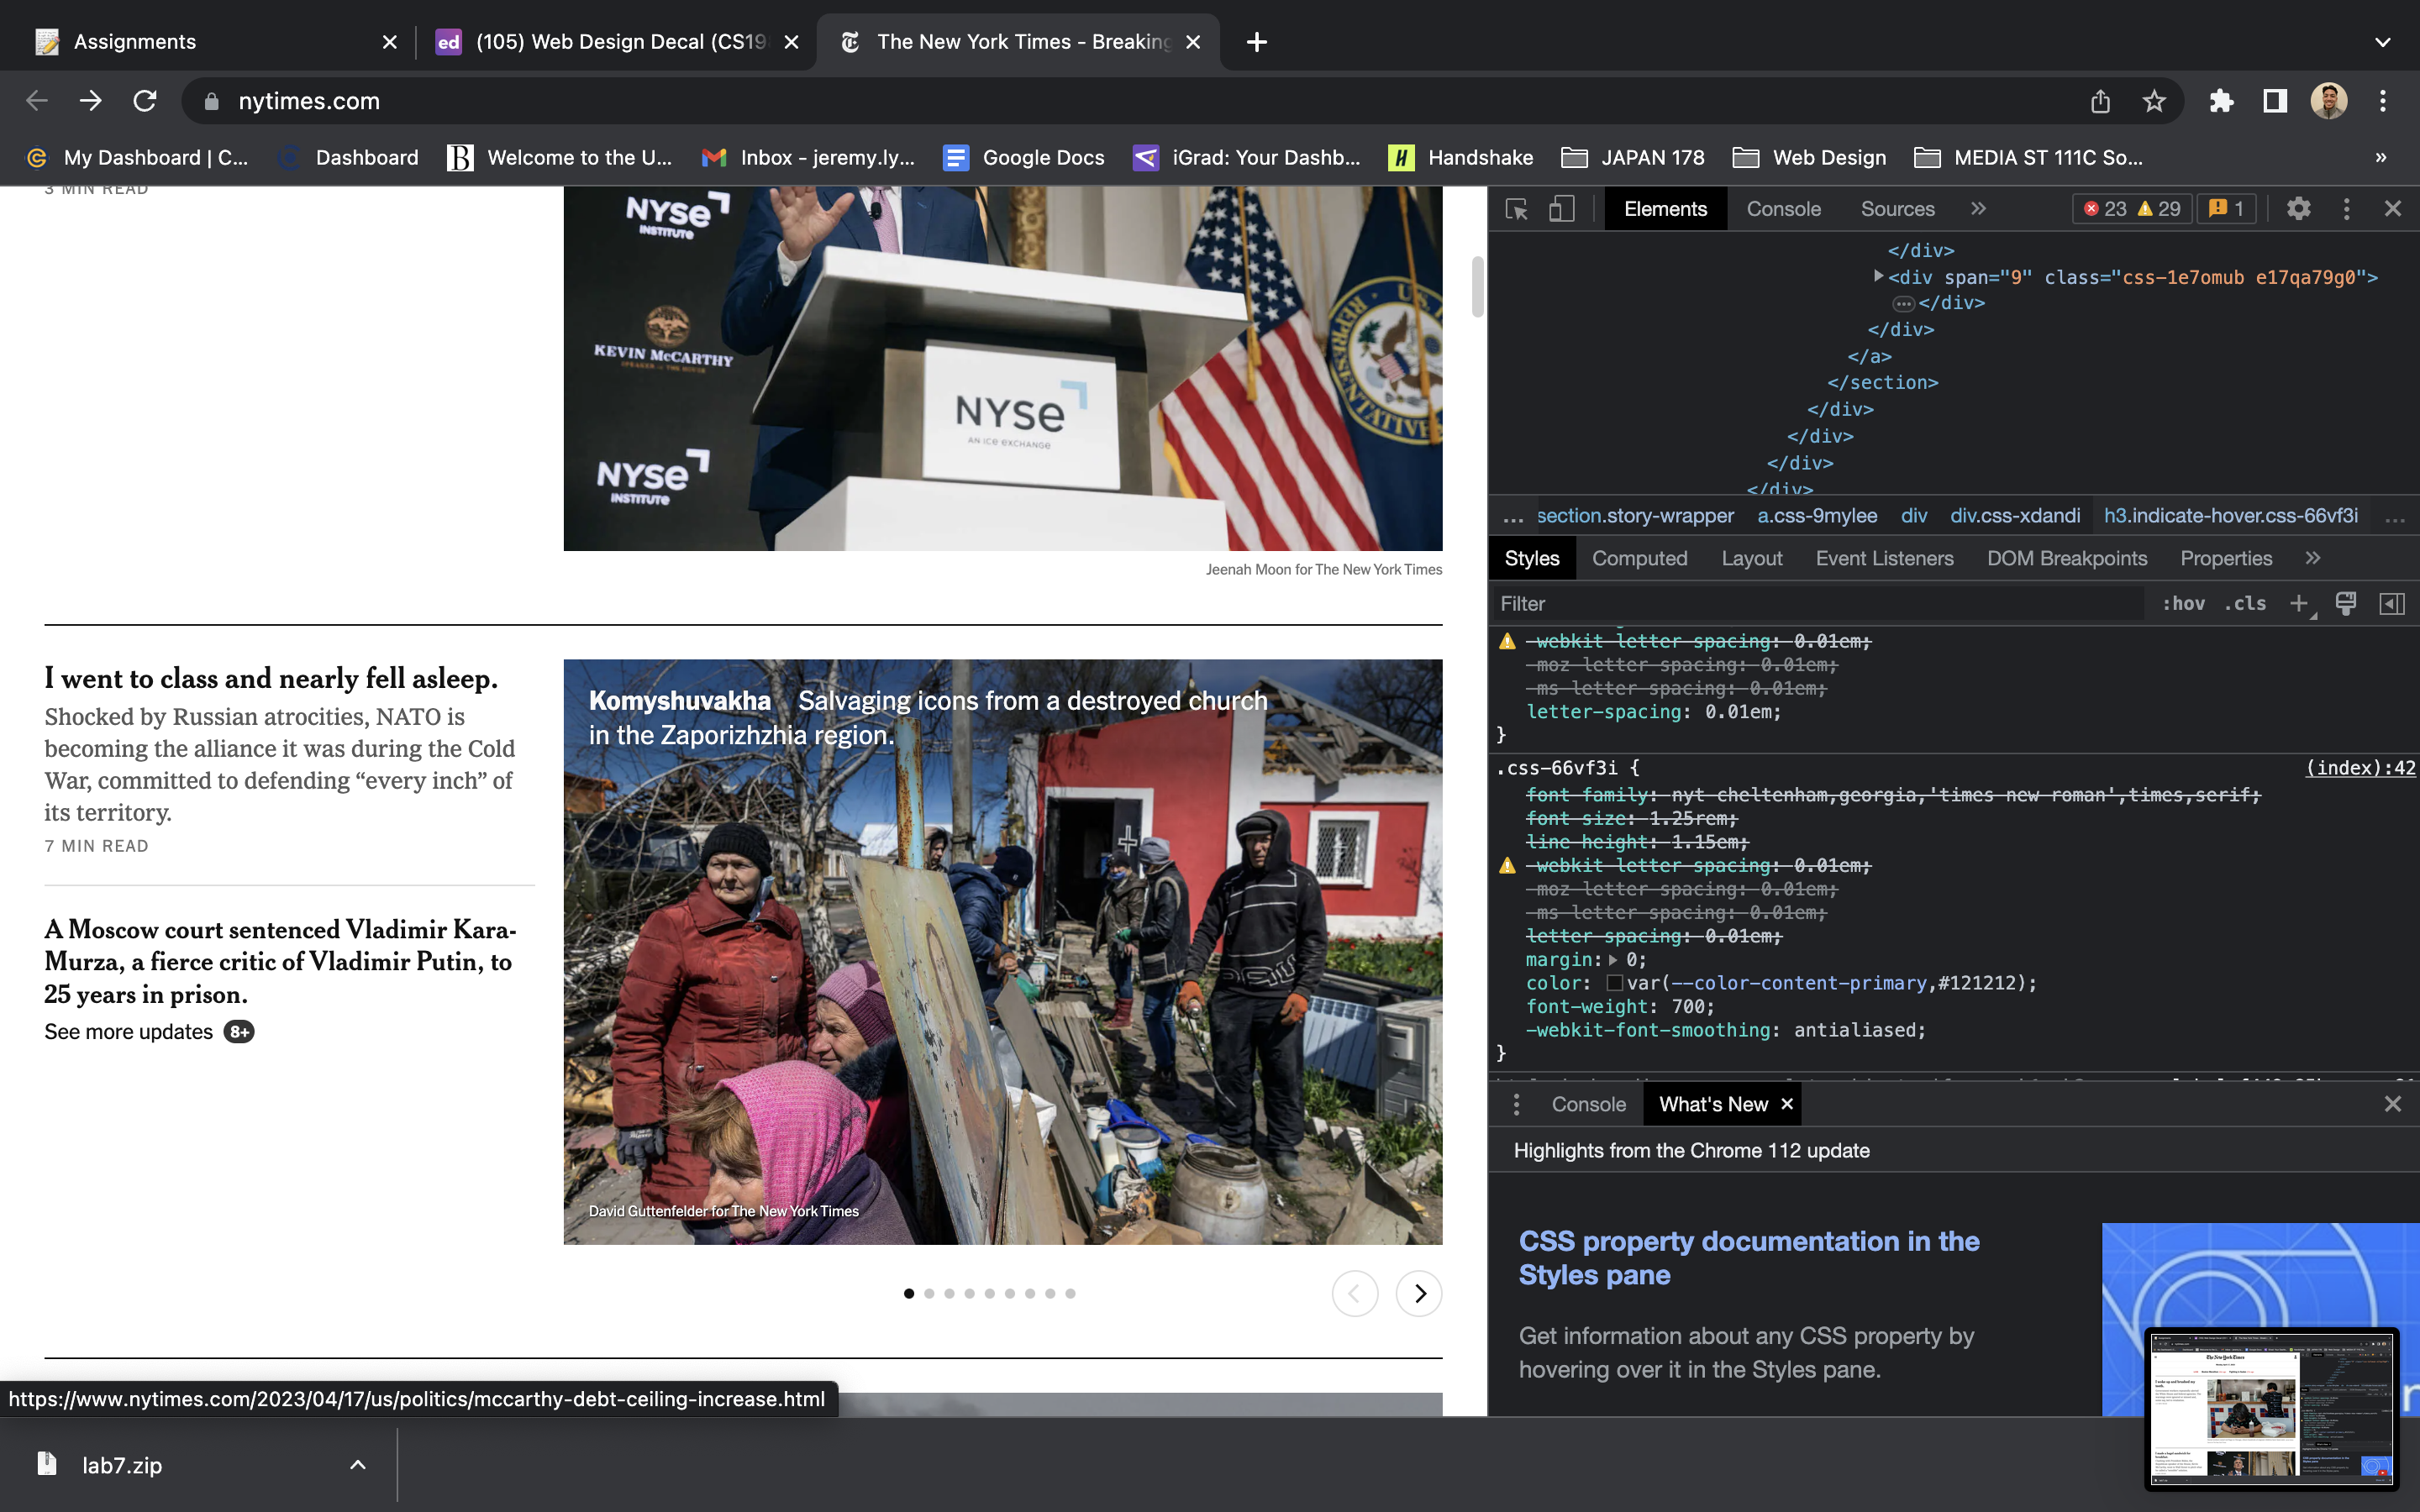 Assignments
(105) Web Design Decal (CS19
The New York Times - Breaking
nytimes.com
My Dashboard | C...
Dashboard
Welcome to the U...
Inbox - jeremy.ly...
Google Docs
iGrad: Your Dashb...
Handshake
JAPAN 178
Web Design
MEDIA ST 111C So...
»
3 MIN READ
NYSE
INSTITUTE
KEVIN McCARTHY
SPEAKER OF THE HOUSE
NYSE
AN ICE EXCHANGE
NYSE
INSTITUTE
Jeenah Moon for The New York Times
I went to class and nearly fell asleep.
Shocked by Russian atrocities, NATO is
becoming the alliance it was during the Cold
War, committed to defending “every inch” of
its territory.
7 MIN READ
A Moscow court sentenced Vladimir Kara-
Murza, a fierce critic of Vladimir Putin, to
25 years in prison.
See more updates 8+
Komyshuvakha Salvaging icons from a destroyed church
in the Zaporizhzhia region.
David Guttenfelder for The New York Times
https://www.nytimes.com/2023/04/17/us/politics/mccarthy-debt-ceiling-increase.html
lab7.zip
Elements Console Sources » 23 29 1
</div>
<div span="9" class="css-1e7omub e17qa79g0">
… </div>
</div>
</a>
</section>
</div>
</div>
</div>
</div>
... section.story-wrapper a.css-9mylee div div.css-xdandi h3.indicate-hover.css-66vf3i ...
Styles Computed Layout Event Listeners DOM Breakpoints Properties »
Filter :hov .cls +
-webkit-letter-spacing: 0.01em;
-moz-letter-spacing: 0.01em;
-ms-letter-spacing: 0.01em;
letter-spacing: 0.01em;
}
.css-66vf3i { (index):42
font-family: nyt-cheltenham,georgia,'times new roman',times,serif;
font-size: 1.25rem;
line-height: 1.15em;
-webkit-letter-spacing: 0.01em;
-moz-letter-spacing: 0.01em;
-ms-letter-spacing: 0.01em;
letter-spacing: 0.01em;
margin: 0;
color: var(--color-content-primary,#121212);
font-weight: 700;
-webkit-font-smoothing: antialiased;
}
Console What's New
Highlights from the Chrome 112 update
CSS property documentation in the
Styles pane
Get information about any CSS property by
hovering over it in the Styles pane.